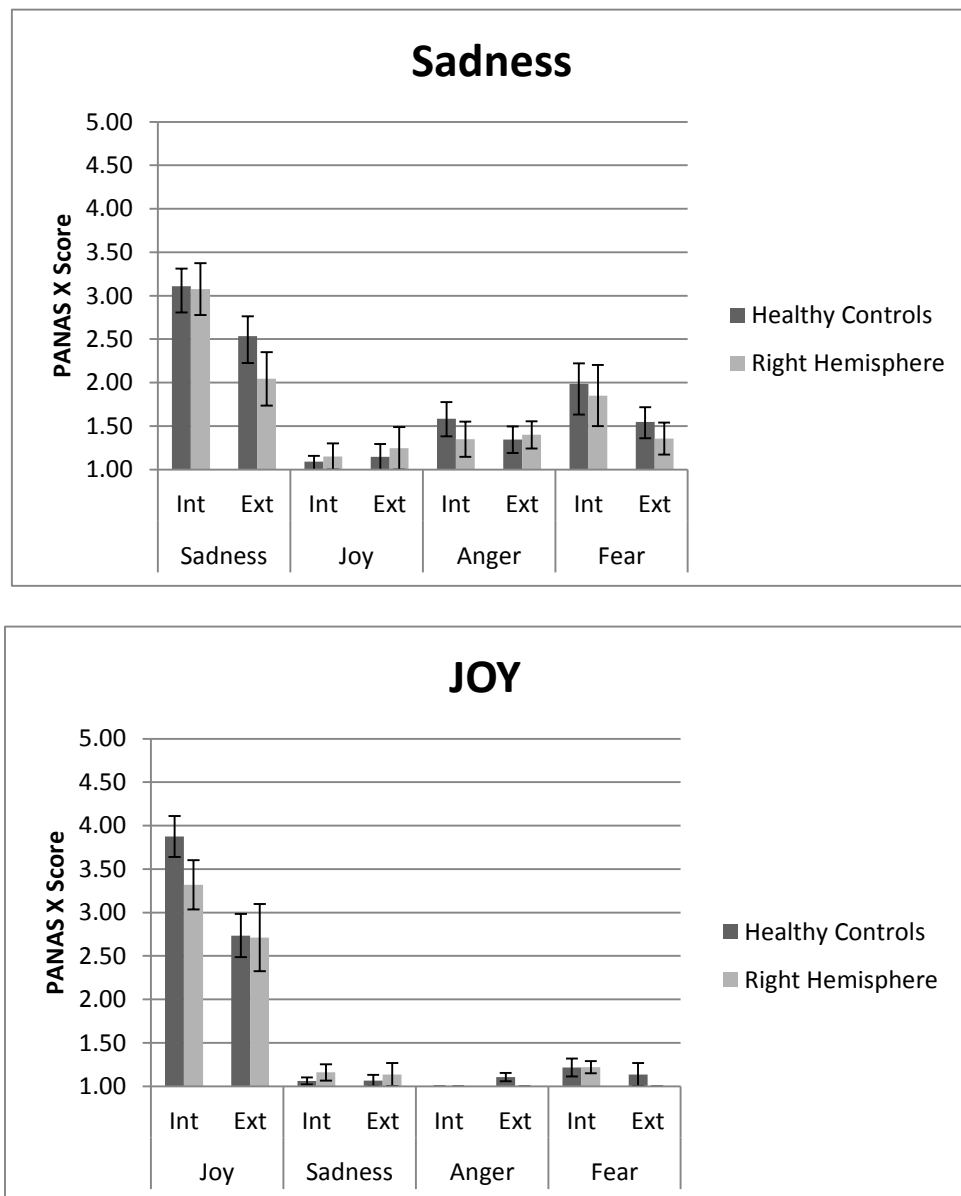 Sadness
5.00
4.50
4.00
3.50
3.00
2.50
2.00
1.50
1.00
PANAS X Score
Int Ext Int Ext Int Ext Int Ext
Sadness Joy Anger Fear
Healthy Controls
Right Hemisphere
JOY
5.00
4.50
4.00
3.50
3.00
2.50
2.00
1.50
1.00
PANAS X Score
Int Ext Int Ext Int Ext Int Ext
Joy Sadness Anger Fear
Healthy Controls
Right Hemisphere